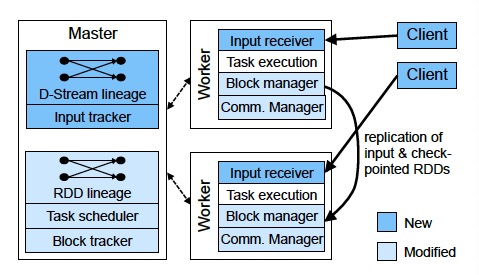 Master
D-Stream lineage
Input tracker
RDD lineage
Task scheduler
Block tracker
Worker
Input receiver
Task execution
Block manager
Comm. Manager
Worker
Input receiver
Task execution
Block manager
Comm. Manager
Client
Client
replication of
input & check-
pointed RDDs
New
Modified